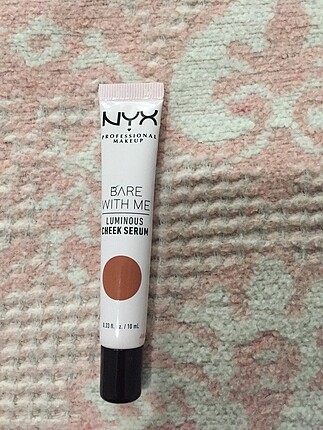 NYX
PROFESSIONAL
MAKEUP
BARE
WITH ME
LUMINOUS
CHEEK SERUM
0.33 fl. oz. / 10 mL